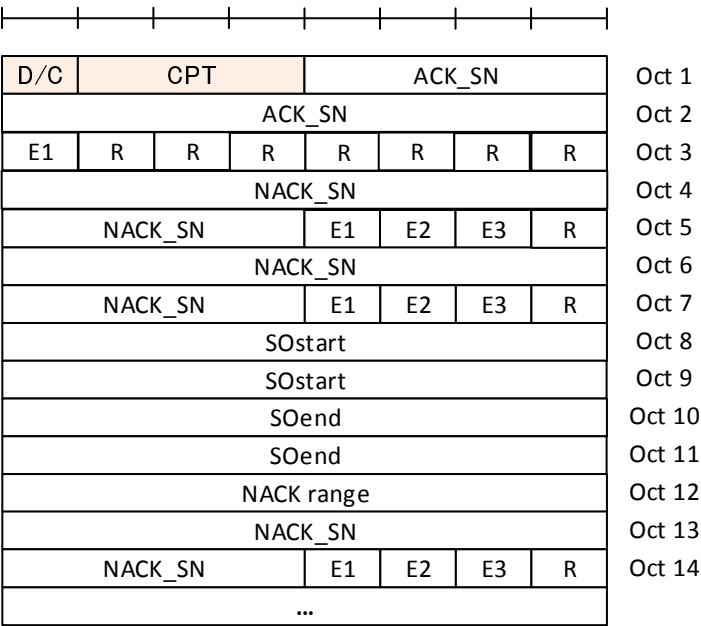 D/C CPT ACK_SN Oct 1
ACK_SN Oct 2
E1 R R R R R R R Oct 3
NACK_SN Oct 4
NACK_SN E1 E2 E3 R Oct 5
NACK_SN Oct 6
NACK_SN E1 E2 E3 R Oct 7
SOstart Oct 8
SOstart Oct 9
SOend Oct 10
SOend Oct 11
NACK range Oct 12
NACK_SN Oct 13
NACK_SN E1 E2 E3 R Oct 14
...